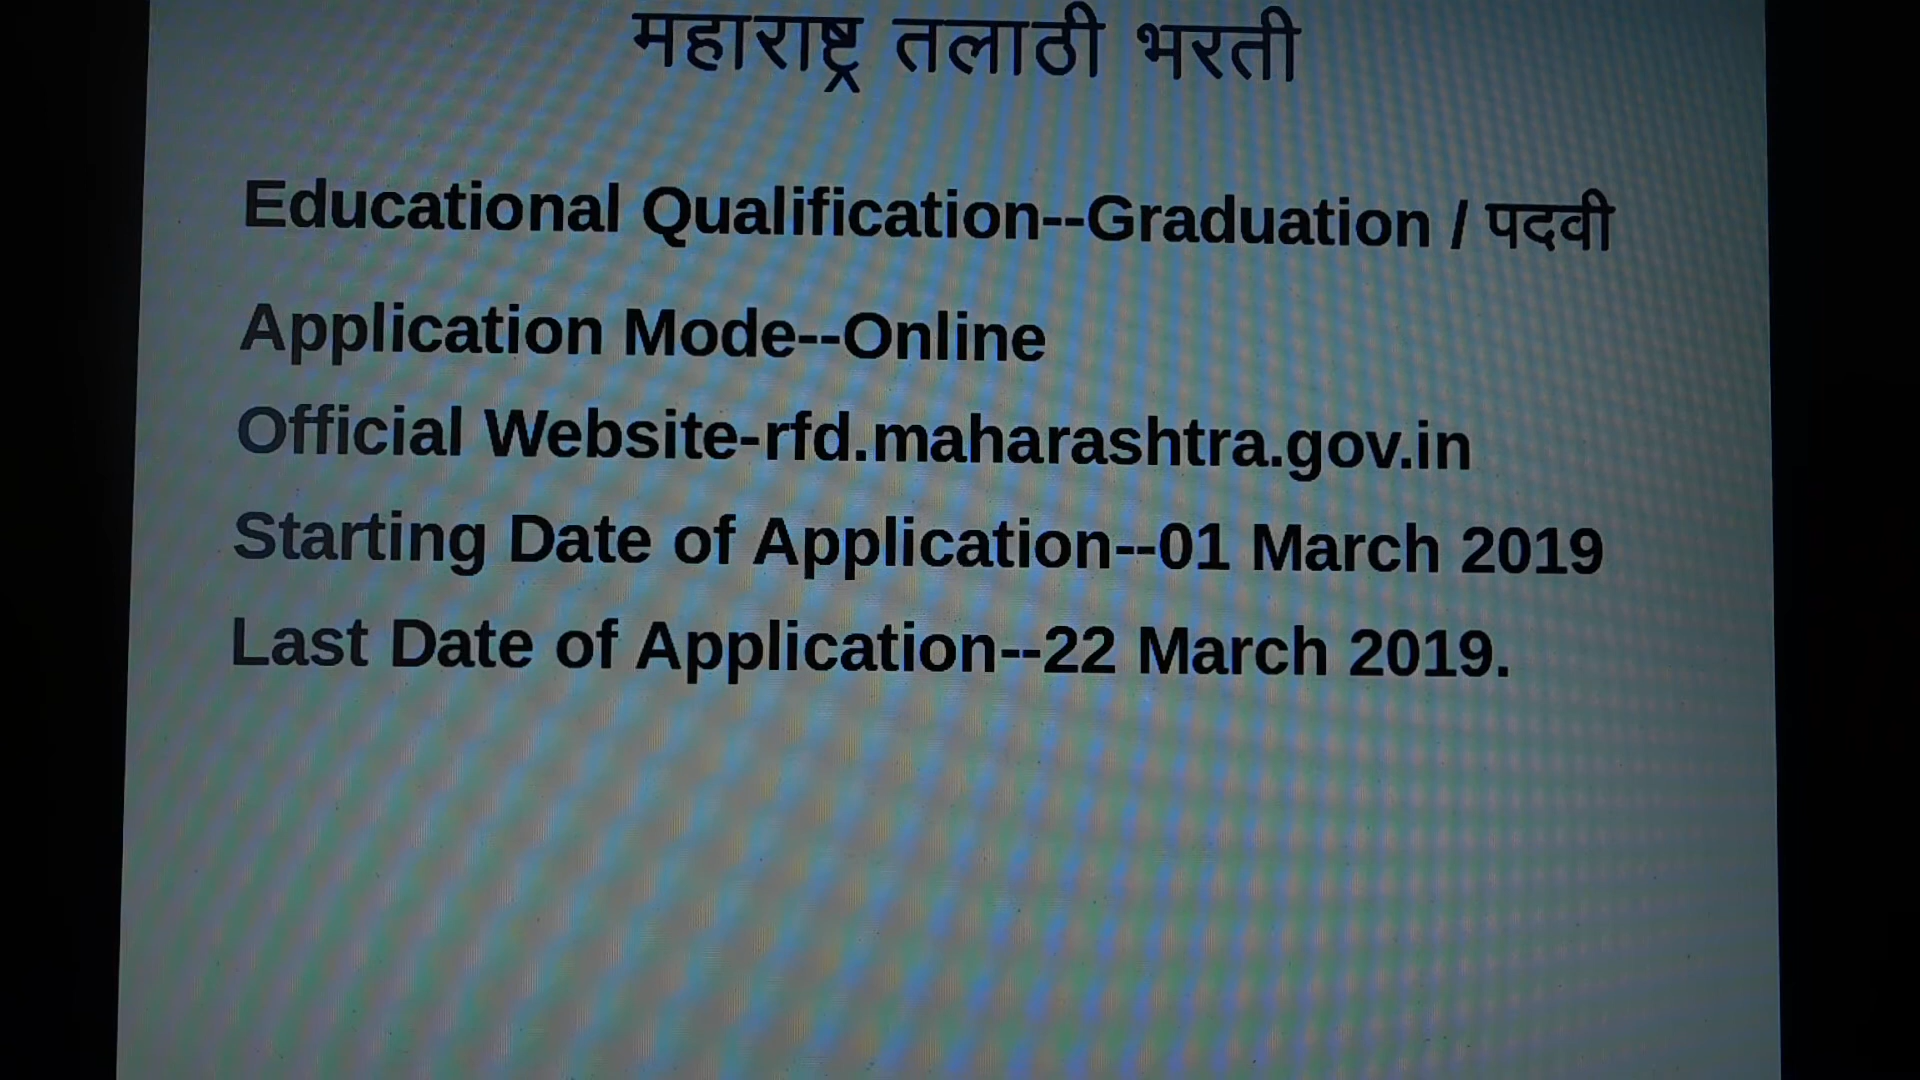 महाराष्ट्र तलाठी भरती
Educational Qualification--Graduation / पदवी
Application Mode--Online
Official Website-rfd.maharashtra.gov.in
Starting Date of Application--01 March 2019
Last Date of Application--22 March 2019.